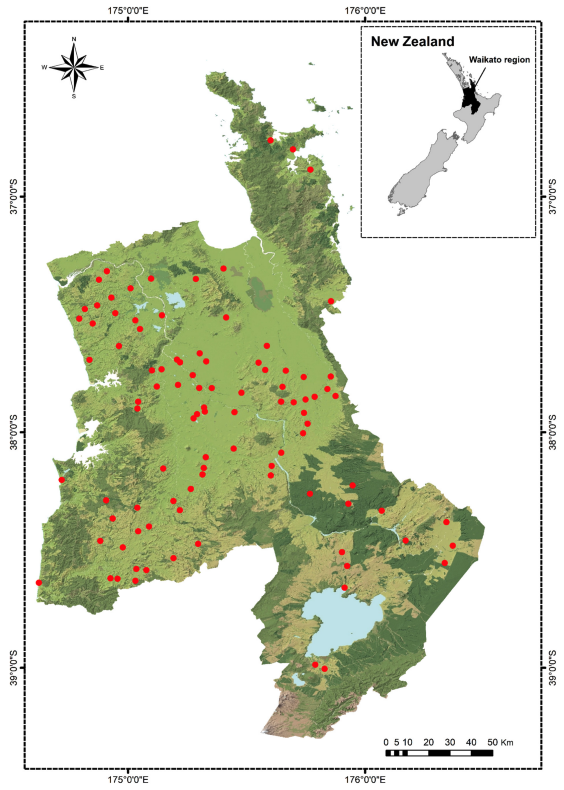 175°0'0"E 176°0'0"E
N
W E
S
New Zealand
Waikato region
37°0'0"S 37°0'0"S
38°0'0"S 38°0'0"S
39°0'0"S 39°0'0"S
0 5 10 20 30 40 50 Km
175°0'0"E 176°0'0"E